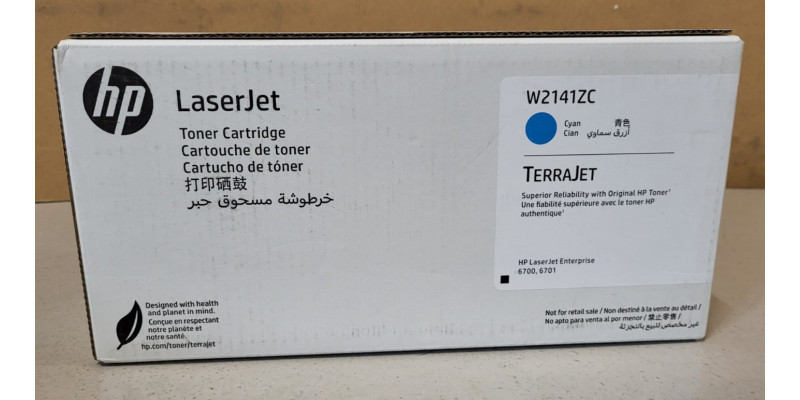 hp
LaserJet
Toner Cartridge
Cartouche de toner
Cartucho de tóner
打印硒鼓
خرطوشة مسحوق حبر
Designed with health
and planet in mind.
Conçue en respectant
notre planète et
notre santé.
hp.com/toner/terrajet
W2141ZC
Cyan 青色
Cian أزرق سماوي
TERRAJET
Superior Reliability with Original HP Toner¹
Une fiabilité supérieure avec le toner HP
authentique¹
HP LaserJet Enterprise
6700, 6701
Not for retail sale / Non destiné à la vente au détail /
No apto para venta al por menor / 禁止零售 /
غير مخصص للبيع بالتجزئة